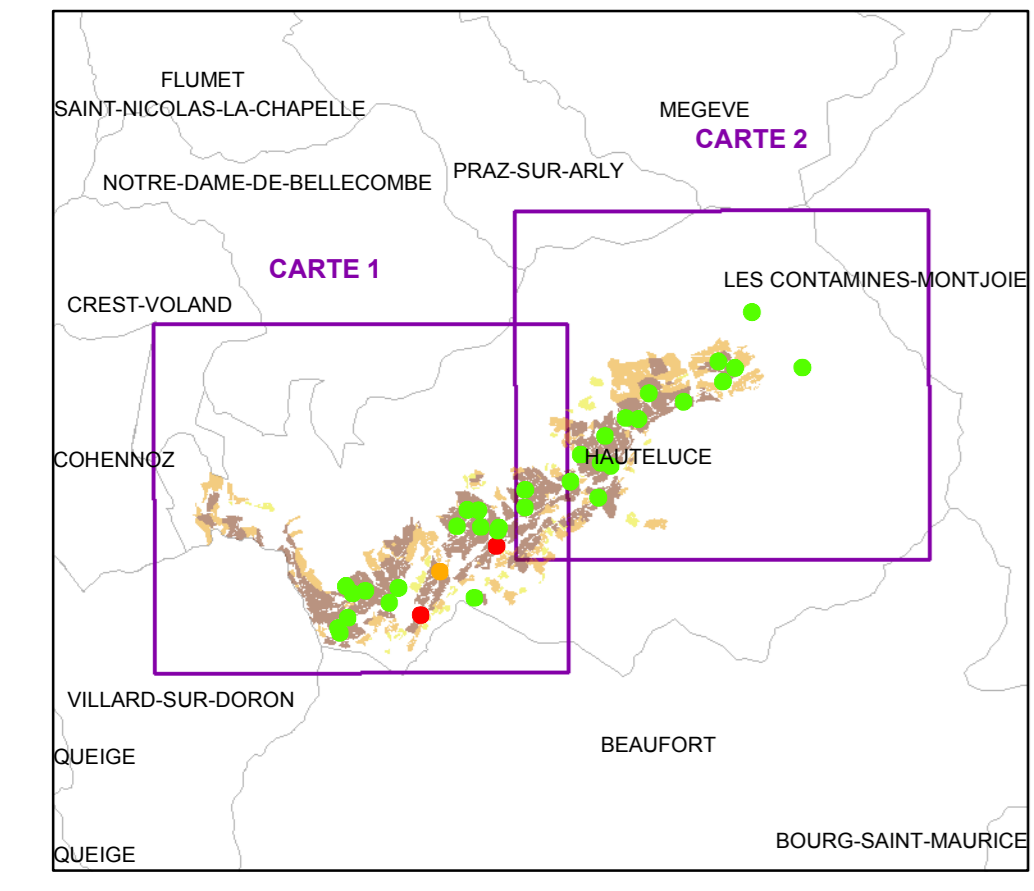 FLUMET
SAINT-NICOLAS-LA-CHAPELLE
MEGEVE
CARTE 2
PRAZ-SUR-ARLY
NOTRE-DAME-DE-BELLECOMBE
CARTE 1
LES CONTAMINES-MONTJOIE
CREST-VOLAND
COHENNOZ
HAUTELUCE
VILLARD-SUR-DORON
BEAUFORT
QUEIGE
BOURG-SAINT-MAURICE
QUEIGE